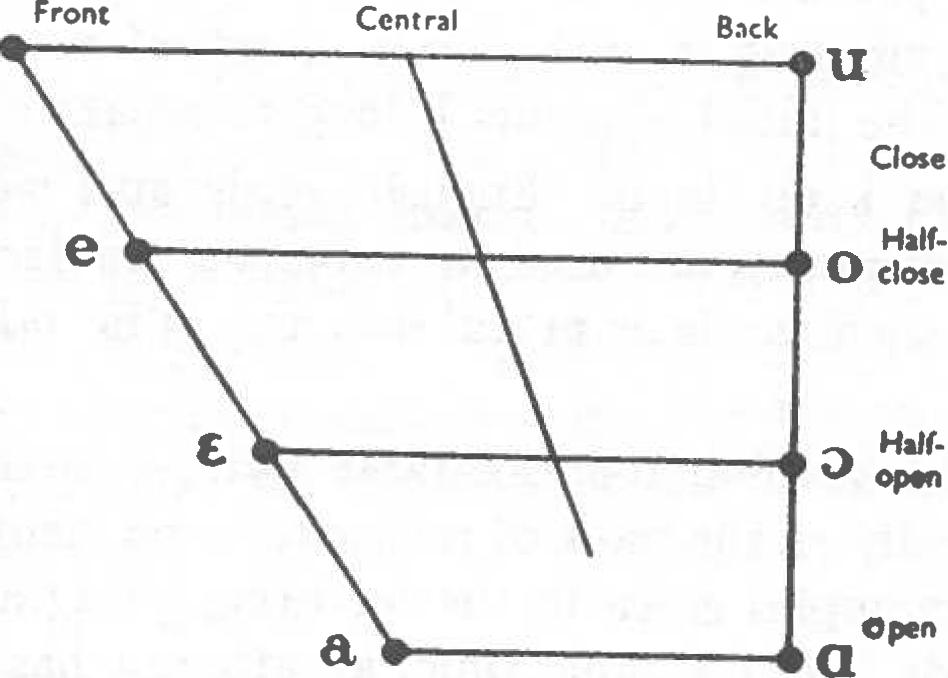 Front Central Back
u
Close
e o Half-
close
ɛ ɔ Half-
open
Open
a ɑ